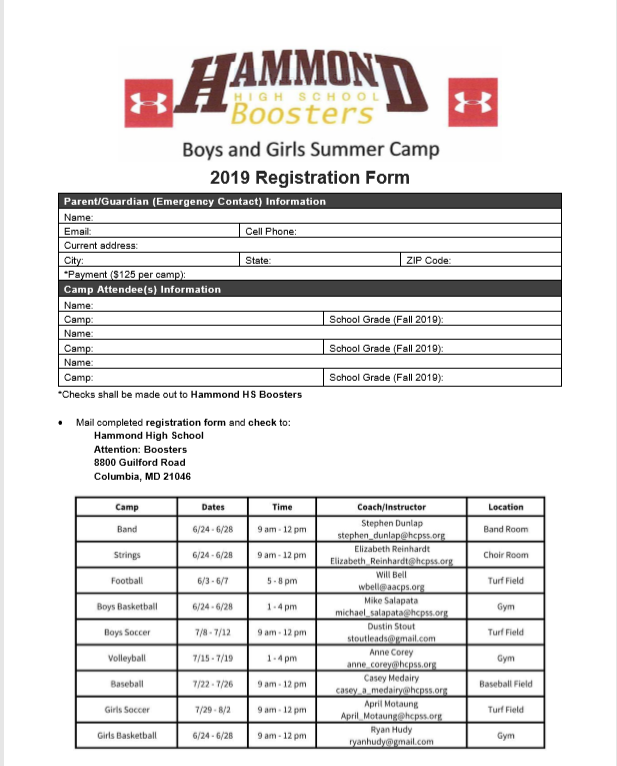 HAMMOND
HIGH SCHOOL
Boosters
Boys and Girls Summer Camp
2019 Registration Form
Parent/Guardian (Emergency Contact) Information
Name:
Email: Cell Phone:
Current address:
City: State: ZIP Code:
*Payment ($125 per camp):
Camp Attendee(s) Information
Name:
Camp: School Grade (Fall 2019):
Name:
Camp: School Grade (Fall 2019):
Name:
Camp: School Grade (Fall 2019):
*Checks shall be made out to Hammond HS Boosters
• Mail completed registration form and check to:
Hammond High School
Attention: Boosters
8800 Guilford Road
Columbia, MD 21046
Camp Dates Time Coach/Instructor Location
Band 6/24 - 6/28 9 am - 12 pm Stephen Dunlap stephen_dunlap@hcpss.org Band Room
Strings 6/24 - 6/28 9 am - 12 pm Elizabeth Reinhardt Elizabeth_Reinhardt@hcpss.org Choir Room
Football 6/3 - 6/7 5 - 8 pm Will Bell wbell@aacps.org Turf Field
Boys Basketball 6/24 - 6/28 1 - 4 pm Mike Salapata michael_salapata@hcpss.org Gym
Boys Soccer 7/8 - 7/12 9 am - 12 pm Dustin Stout stoutleads@gmail.com Turf Field
Volleyball 7/15 - 7/19 1 - 4 pm Anne Corey anne_corey@hcpss.org Gym
Baseball 7/22 - 7/26 9 am - 12 pm Casey Medairy casey_a_medairy@hcpss.org Baseball Field
Girls Soccer 7/29 - 8/2 9 am - 12 pm April Motaung April_Motaung@hcpss.org Turf Field
Girls Basketball 6/24 - 6/28 9 am - 12 pm Ryan Hudy ryanhudy@gmail.com Gym